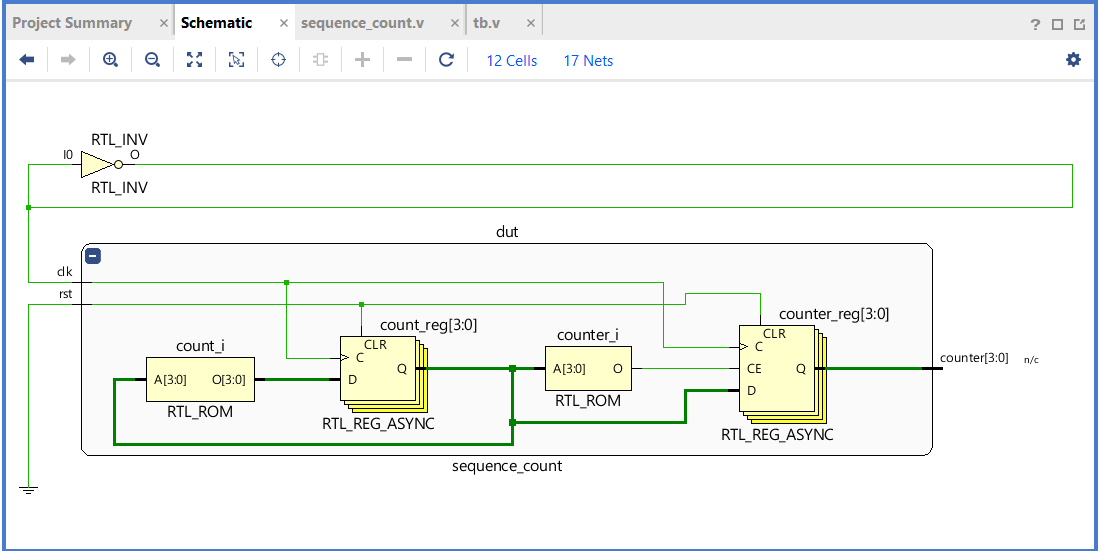 Project Summary × Schematic × sequence_count.v × tb.v ×
12 Cells 17 Nets
RTL_INV
I0 O
RTL_INV
dut
clk
rst
count_reg[3:0]
counter_reg[3:0]
CLR
C
D
Q
RTL_REG_ASYNC
count_i
A[3:0] O[3:0]
RTL_ROM
counter_i
A[3:0] O
RTL_ROM
CLR
C
CE
D
Q
RTL_REG_ASYNC
counter[3:0] n/c
sequence_count